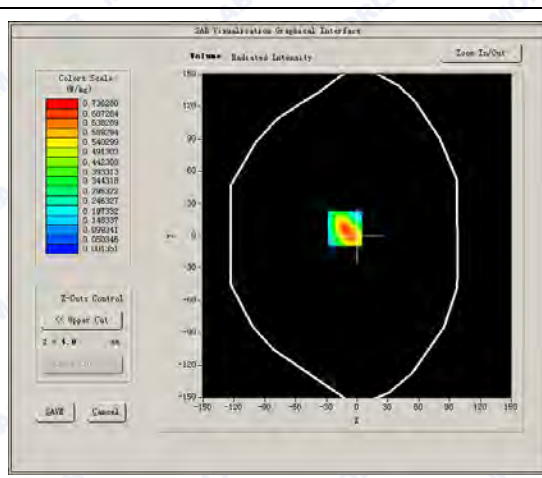 SAR Visualisation Graphical Interface
Volume Radiated Intensity
Zoom In/Out
Colors Scale
(W/kg)
0.736280
0.687284
0.638289
0.589294
0.540299
0.491303
0.442308
0.393313
0.344318
0.295322
0.246327
0.197332
0.148337
0.099341
0.050346
0.001351
150
120
90
60
30
0
-30
-60
-90
-120
-150
Y
-150 -120 -90 -60 -30 0 30 60 90 120 150
X
Z-Cuts Control
<< Upper Cut
Z = 4.0 mm
SAVE Cancel